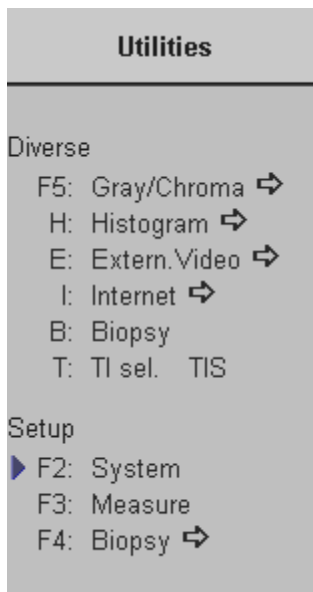 Utilities
Diverse
F5: Gray/Chroma ➪
H: Histogram ➪
E: Extern.Video ➪
I: Internet ➪
B: Biopsy
T: TI sel. TIS
Setup
F2: System
F3: Measure
F4: Biopsy ➪